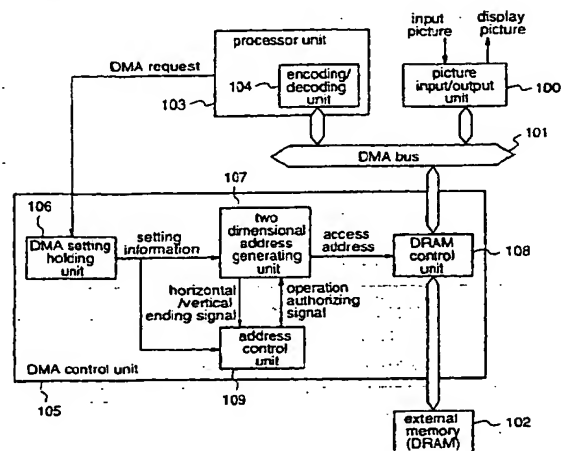 input
picture
display
picture
processor unit
DMA request
104
encoding/
decoding
unit
103
picture
input/output
unit
100
101
DMA bus
107
106
two
dimensional
address
generating
unit
setting
information
access
address
DMA setting
holding
unit
DRAM
control
unit
108
horizontal
/vertical
ending signal
operation
authorizing
signal
address
control
unit
DMA control unit
109
105
external
memory
(DRAM)
102